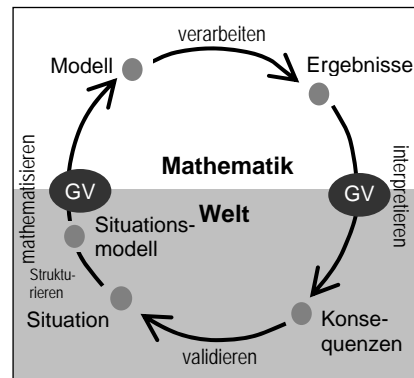 verarbeiten
Modell
Ergebnisse
mathematisieren
Mathematik
interpretieren
GV
GV
Welt
Situations-
modell
Struktu-
rieren
Situation
Konse-
quenzen
validieren